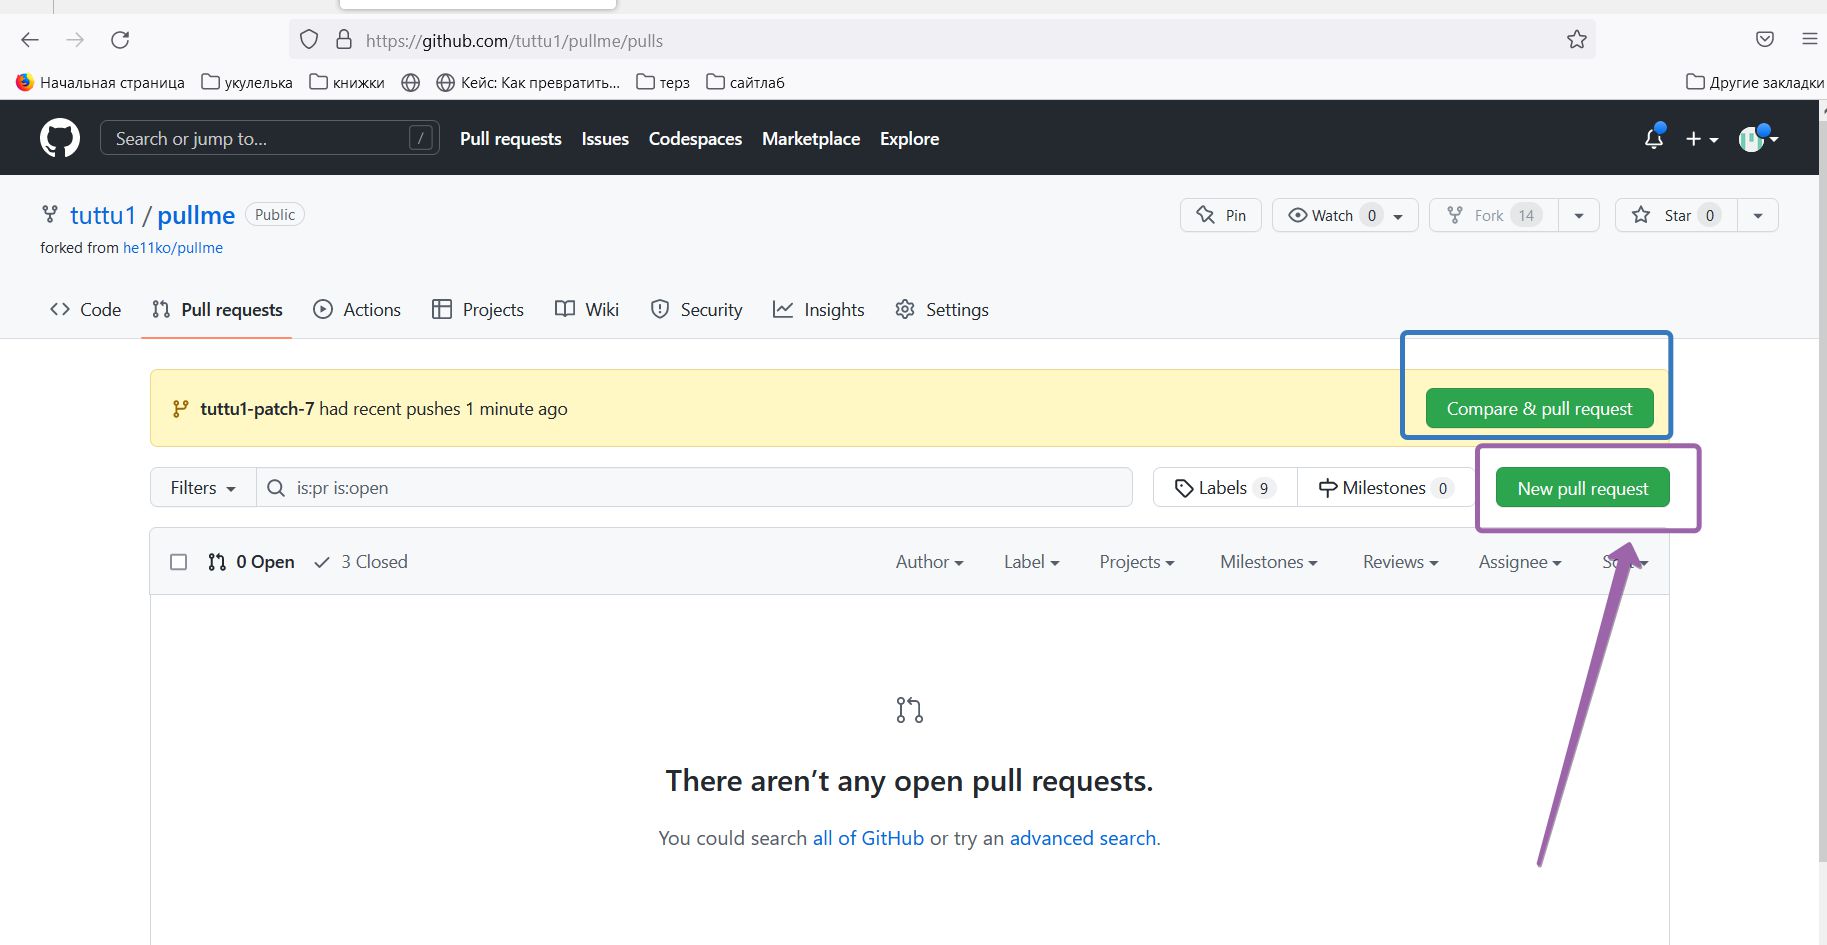 https://github.com/tuttu1/pullme/pulls
Начальная страница укулелька книжки Кейс: Как превратить... терз сайтлаб Другие закладки
Search or jump to... / Pull requests Issues Codespaces Marketplace Explore
tuttu1 / pullme Public Pin Watch 0 Fork 14 Star 0
forked from he11ko/pullme
Code Pull requests Actions Projects Wiki Security Insights Settings
tuttu1-patch-7 had recent pushes 1 minute ago Compare & pull request
Filters is:pr is:open Labels 9 Milestones 0 New pull request
0 Open 3 Closed Author Label Projects Milestones Reviews Assignee
There aren’t any open pull requests.
You could search all of GitHub or try an advanced search.